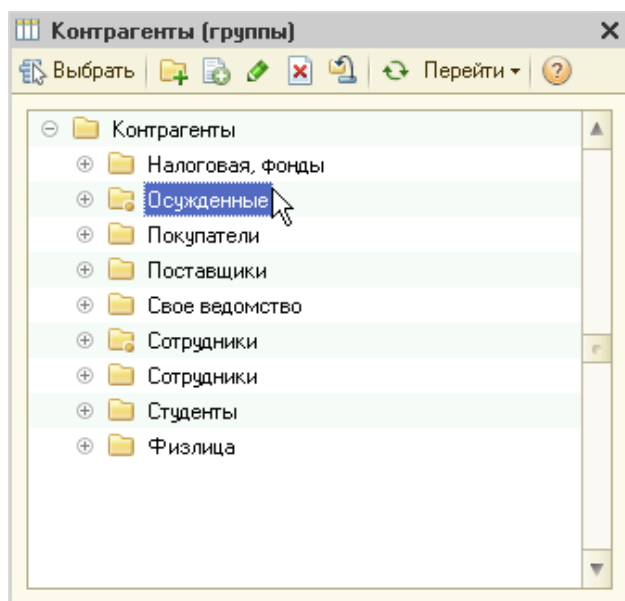 Контрагенты (группы)
Выбрать Перейти
Контрагенты
Налоговая, фонды
Осужденные
Покупатели
Поставщики
Свое ведомство
Сотрудники
Сотрудники
Студенты
Физлица